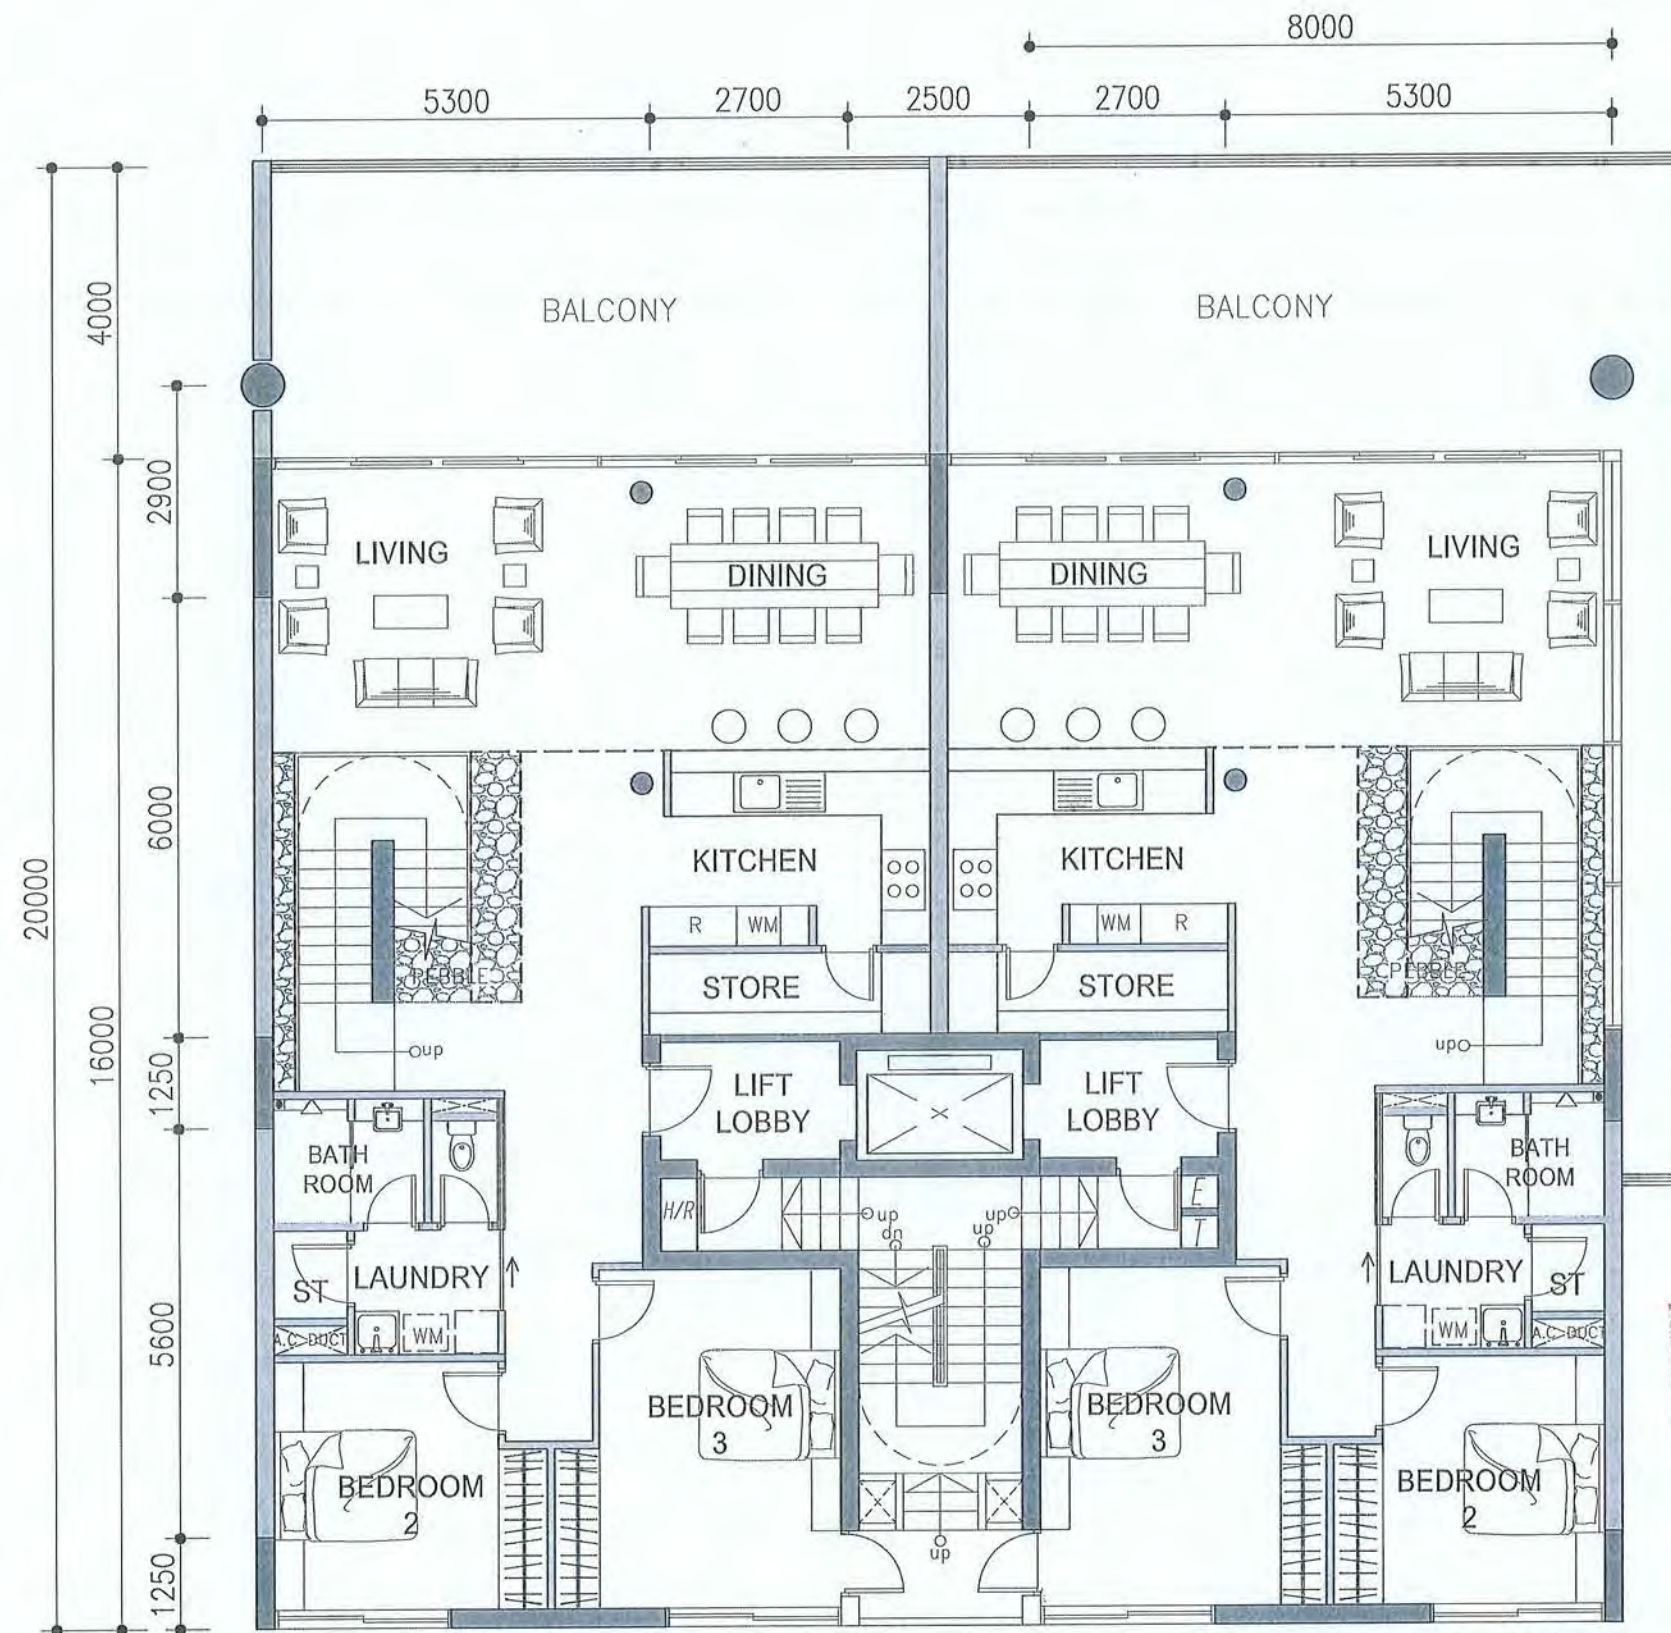 8000
5300
2700
2500
2700
5300
4000
2900
6000
20000
16000
1250
5600
1250
BALCONY
BALCONY
LIVING
DINING
DINING
LIVING
KITCHEN
KITCHEN
R
WM
WM
R
PEBBLE
STORE
STORE
PEBBLE
up
up
LIFT
LOBBY
LIFT
LOBBY
BATH
ROOM
BATH
ROOM
H/R
up
dn
up
up
E
T
ST
LAUNDRY
LAUNDRY
ST
A.C. DUCT
WM
WM
A.C. DUCT
BEDROOM
3
BEDROOM
3
BEDROOM
2
BEDROOM
2
up